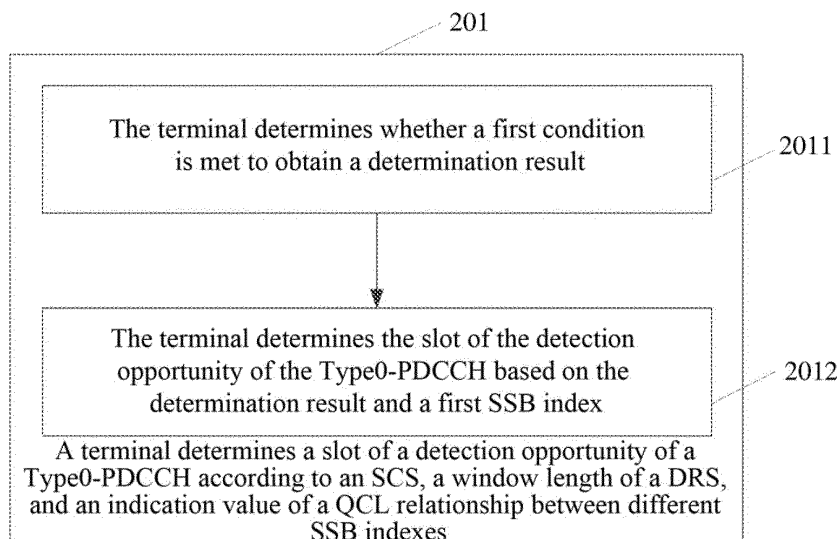 201
The terminal determines whether a first condition
is met to obtain a determination result
2011
The terminal determines the slot of the detection
opportunity of the Type0-PDCCH based on the
determination result and a first SSB index
2012
A terminal determines a slot of a detection opportunity of a
Type0-PDCCH according to an SCS, a window length of a DRS,
and an indication value of a QCL relationship between different
SSB indexes